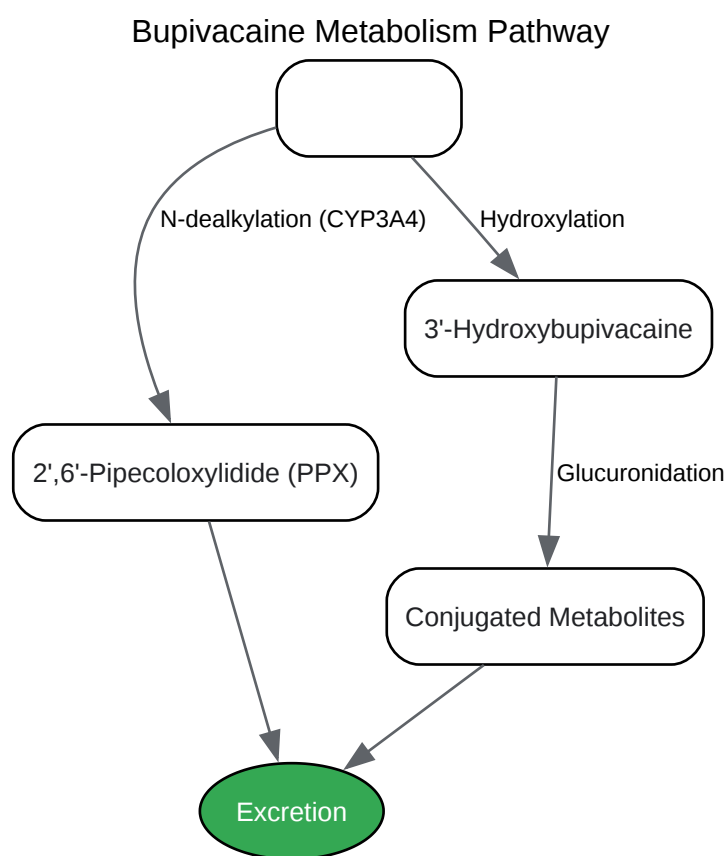 Bupivacaine Metabolism Pathway
N-dealkylation (CYP3A4)
Hydroxylation
3'-Hydroxybupivacaine
2',6'-Pipecoloxylidide (PPX)
Glucuronidation
Conjugated Metabolites
Excretion